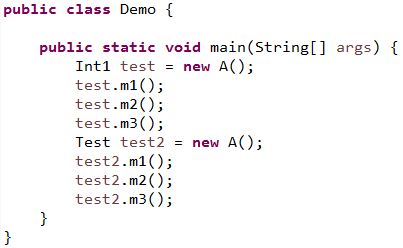 public class Demo {
public static void main(String[] args) {
Int1 test = new A();
test.m1();
test.m2();
test.m3();
Test test2 = new A();
test2.m1();
test2.m2();
test2.m3();
}
}